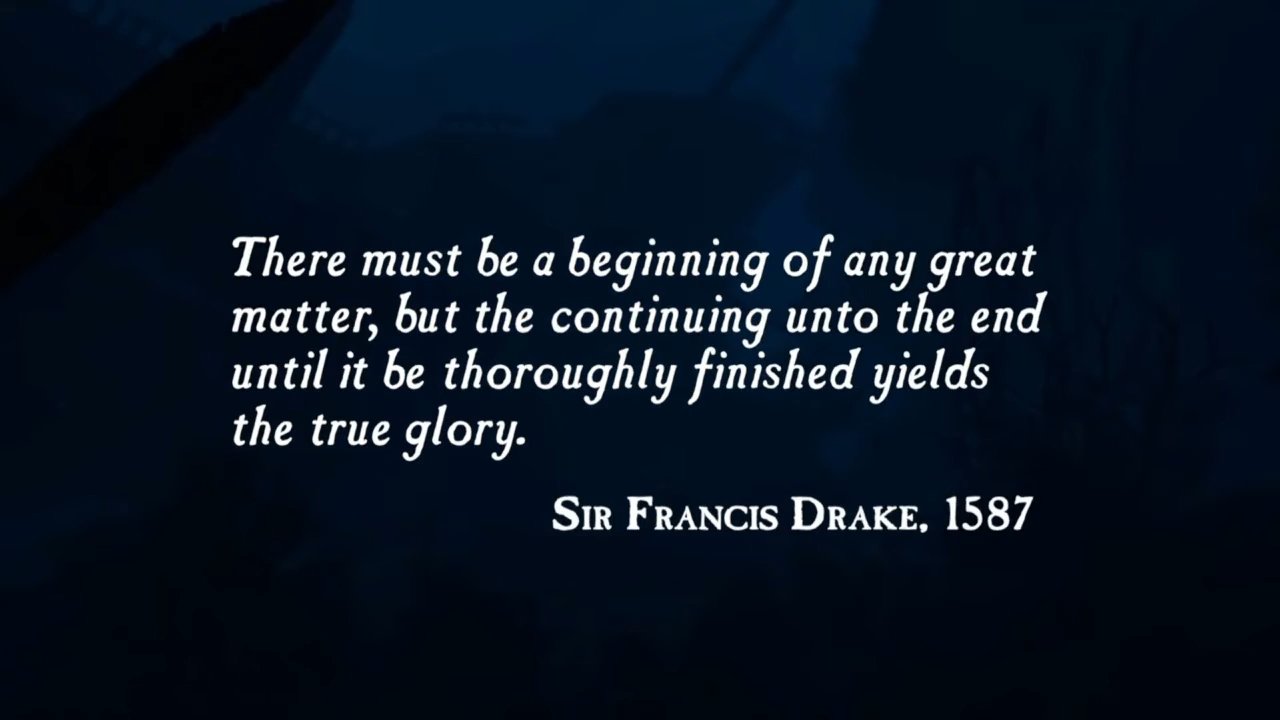 There must be a beginning of any great
matter, but the continuing unto the end
until it be thoroughly finished yields
the true glory.
Sir Francis Drake, 1587